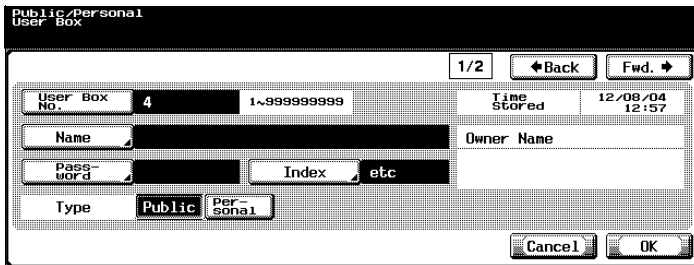 Public/Personal
User Box
1/2 ←Back Fwd. →
User Box
No. 4 1~999999999 Time
Stored 12/08/04
12:57
Name Owner Name
Pass-
word Index etc
Type Public Per-
sonal
Cancel OK